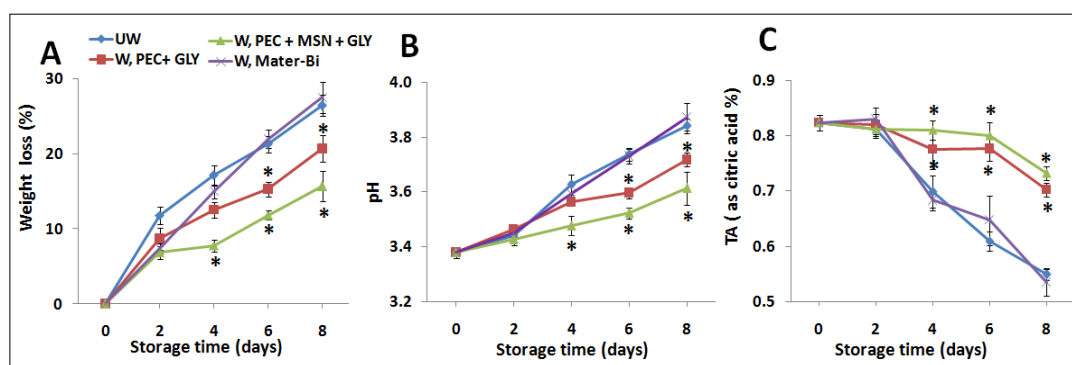 A
UW
W, PEC + MSN + GLY
W, PEC+ GLY
W, Mater-Bi
Weight loss (%)
30
20
10
0
0 2 4 6 8
Storage time (days)
*
*
*
*
*
B
pH
4.0
3.8
3.6
3.4
3.2
0 2 4 6 8
Storage time (days)
*
*
*
*
*
C
TA ( as citric acid %)
0.9
0.8
0.7
0.6
0.5
0 2 4 6 8
Storage time (days)
*
*
*
*
*
*